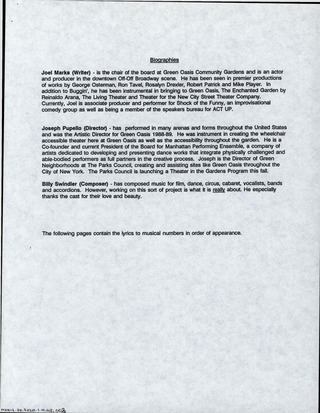 Biographies
Joel Marks (Writer) - is the chair of the board at Green Oasis Community Gardens and is an actor
and producer in the downtown Off-Off Broadway scene. He has been seen in premier productions
of works by George Osterman, Ron Tavel, Rosalyn Drexler, Robert Patrick and Mike Player. In
addition to Buggin', he has been instrumental in bringing to Green Oasis, The Enchanted Garden by
Reinaldo Arana, The Living Theater and Theater for the New City Street Theater Company.
Currently, Joel is associate producer and performer for Shock of the Funny, an improvisational
comedy group as well as being a member of the speakers bureau for ACT UP.
Joseph Pupello (Director) - has performed in many arenas and forms throughout the United States
and was the Artistic Director for Green Oasis 1988-89. He was instrument in creating the wheelchair
accessible theater here at Green Oasis as well as the accessibility throughout the garden. He is a
Co-founder and current President of the Board for Manhattan Performing Ensemble, a company of
artists dedicated to developing and presenting dance works that integrate physically challenged and
able-bodied performers as full partners in the creative process. Joseph is the Director of Green
Neighborhoods at The Parks Council, creating and assisting sites like Green Oasis throughout the
City of New York. The Parks Council is launching a Theater in the Gardens Program this fall.
Billy Swindler (Composer) - has composed music for film, dance, circus, cabaret, vocalists, bands
and accordions. However, working on this sort of project is what it is really about. He especially
thanks the cast for their love and beauty.
The following pages contain the lyrics to musical numbers in order of appearance.